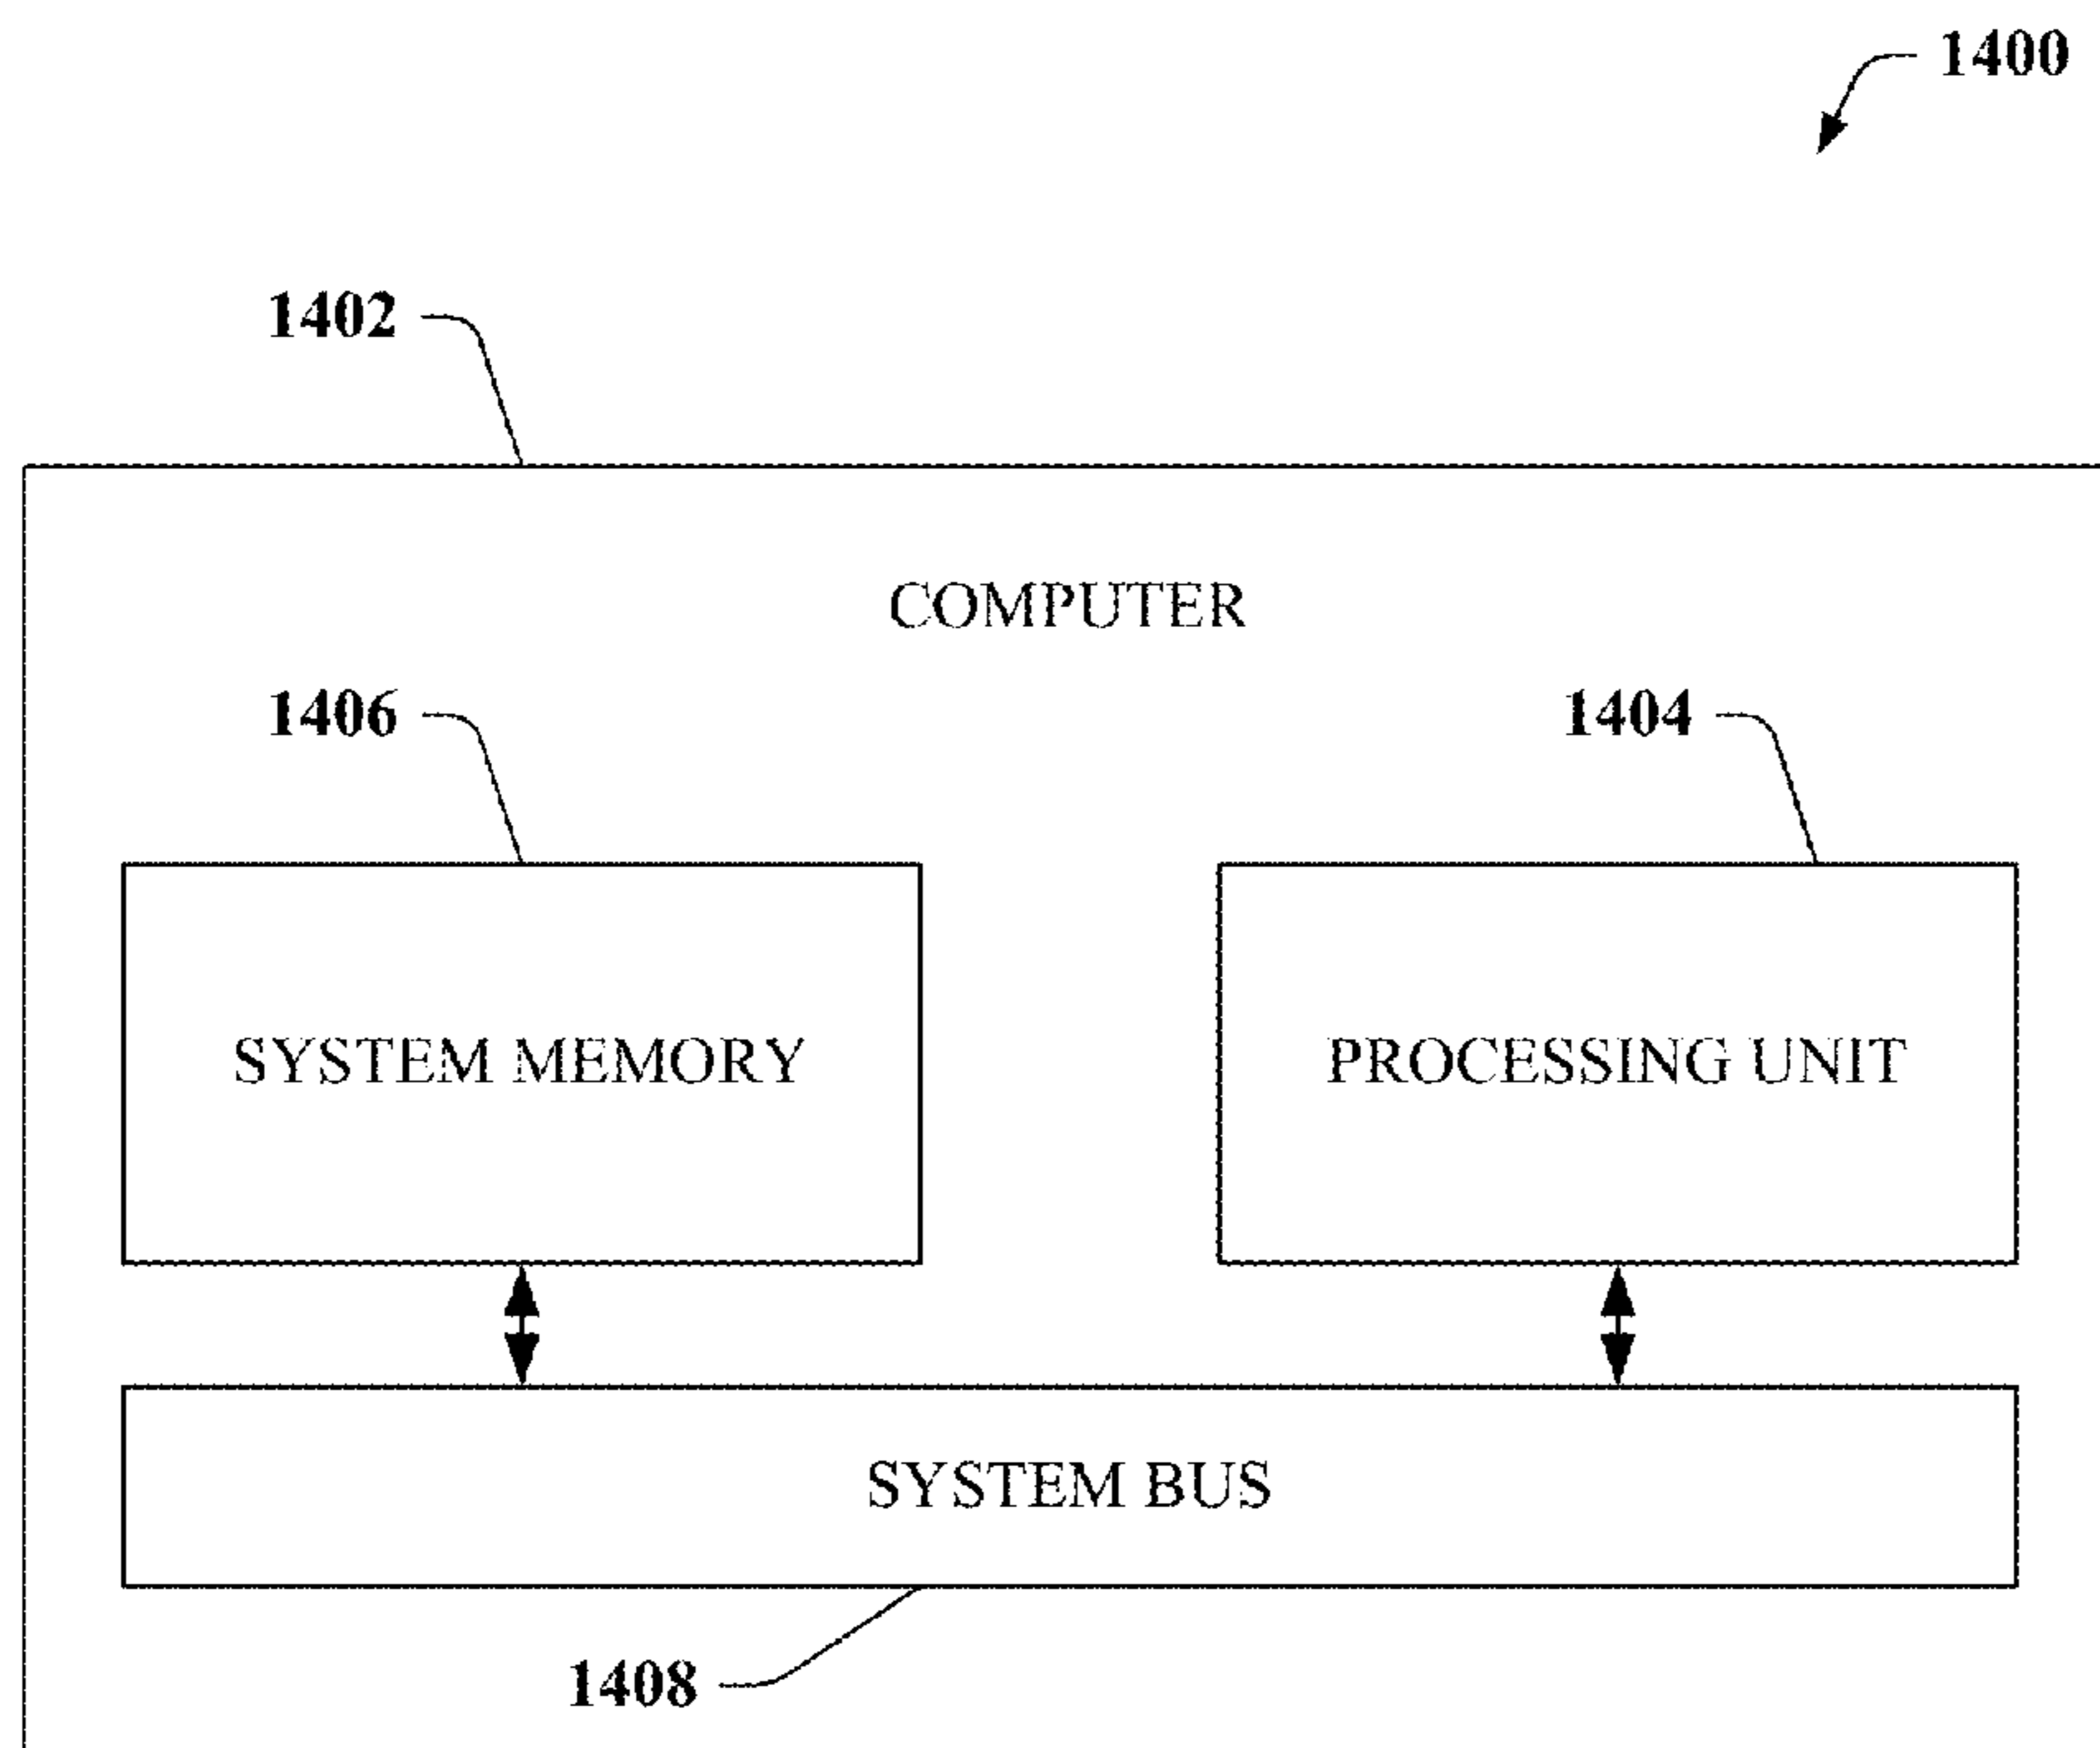 1400
1402
COMPUTER
1406
1404
SYSTEM MEMORY
PROCESSING UNIT
SYSTEM BUS
1408